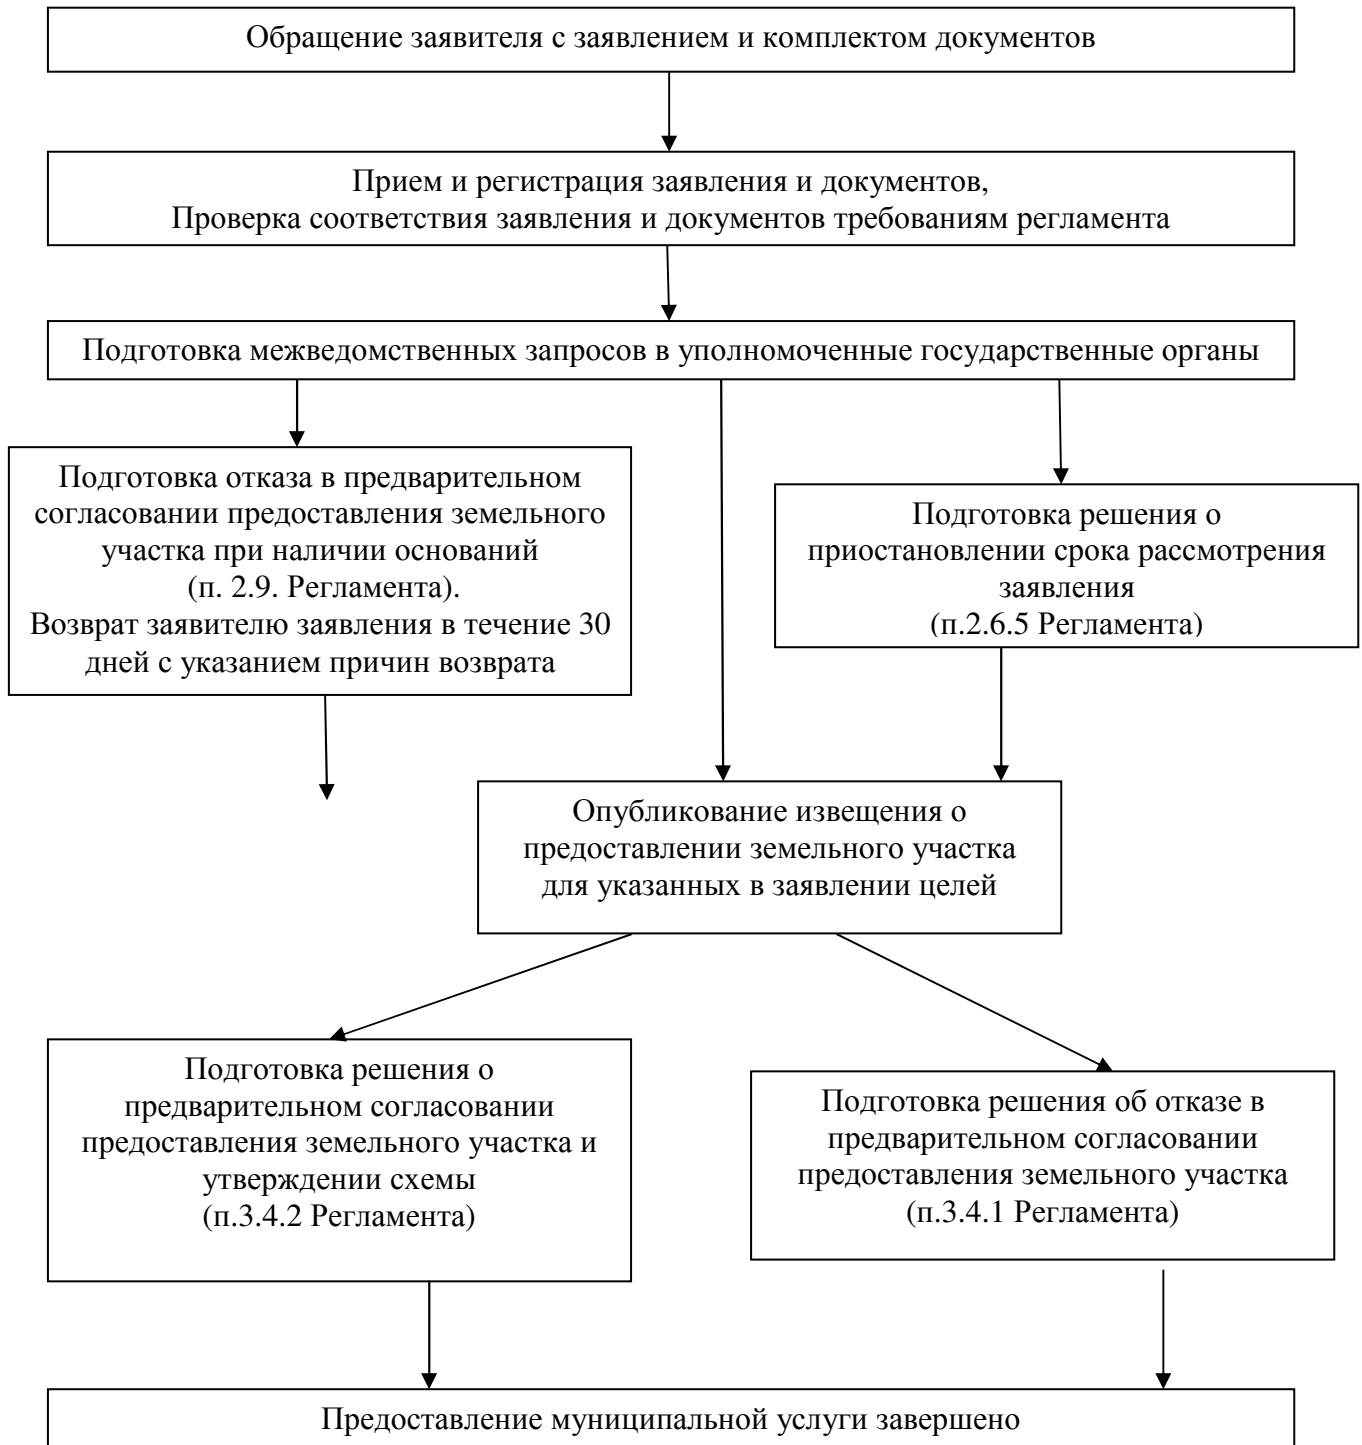 Обращение заявителя с заявлением и комплектом документов
Прием и регистрация заявления и документов,
Проверка соответствия заявления и документов требованиям регламента
Подготовка межведомственных запросов в уполномоченные государственные органы
Подготовка отказа в предварительном
согласовании предоставления земельного
участка при наличии оснований
(п. 2.9. Регламента).
Возврат заявителю заявления в течение 30
дней с указанием причин возврата
Подготовка решения о
приостановлении срока рассмотрения
заявления
(п.2.6.5 Регламента)
Опубликование извещения о
предоставлении земельного участка
для указанных в заявлении целей
Подготовка решения о
предварительном согласовании
предоставления земельного участка и
утверждении схемы
(п.3.4.2 Регламента)
Подготовка решения об отказе в
предварительном согласовании
предоставления земельного участка
(п.3.4.1 Регламента)
Предоставление муниципальной услуги завершено